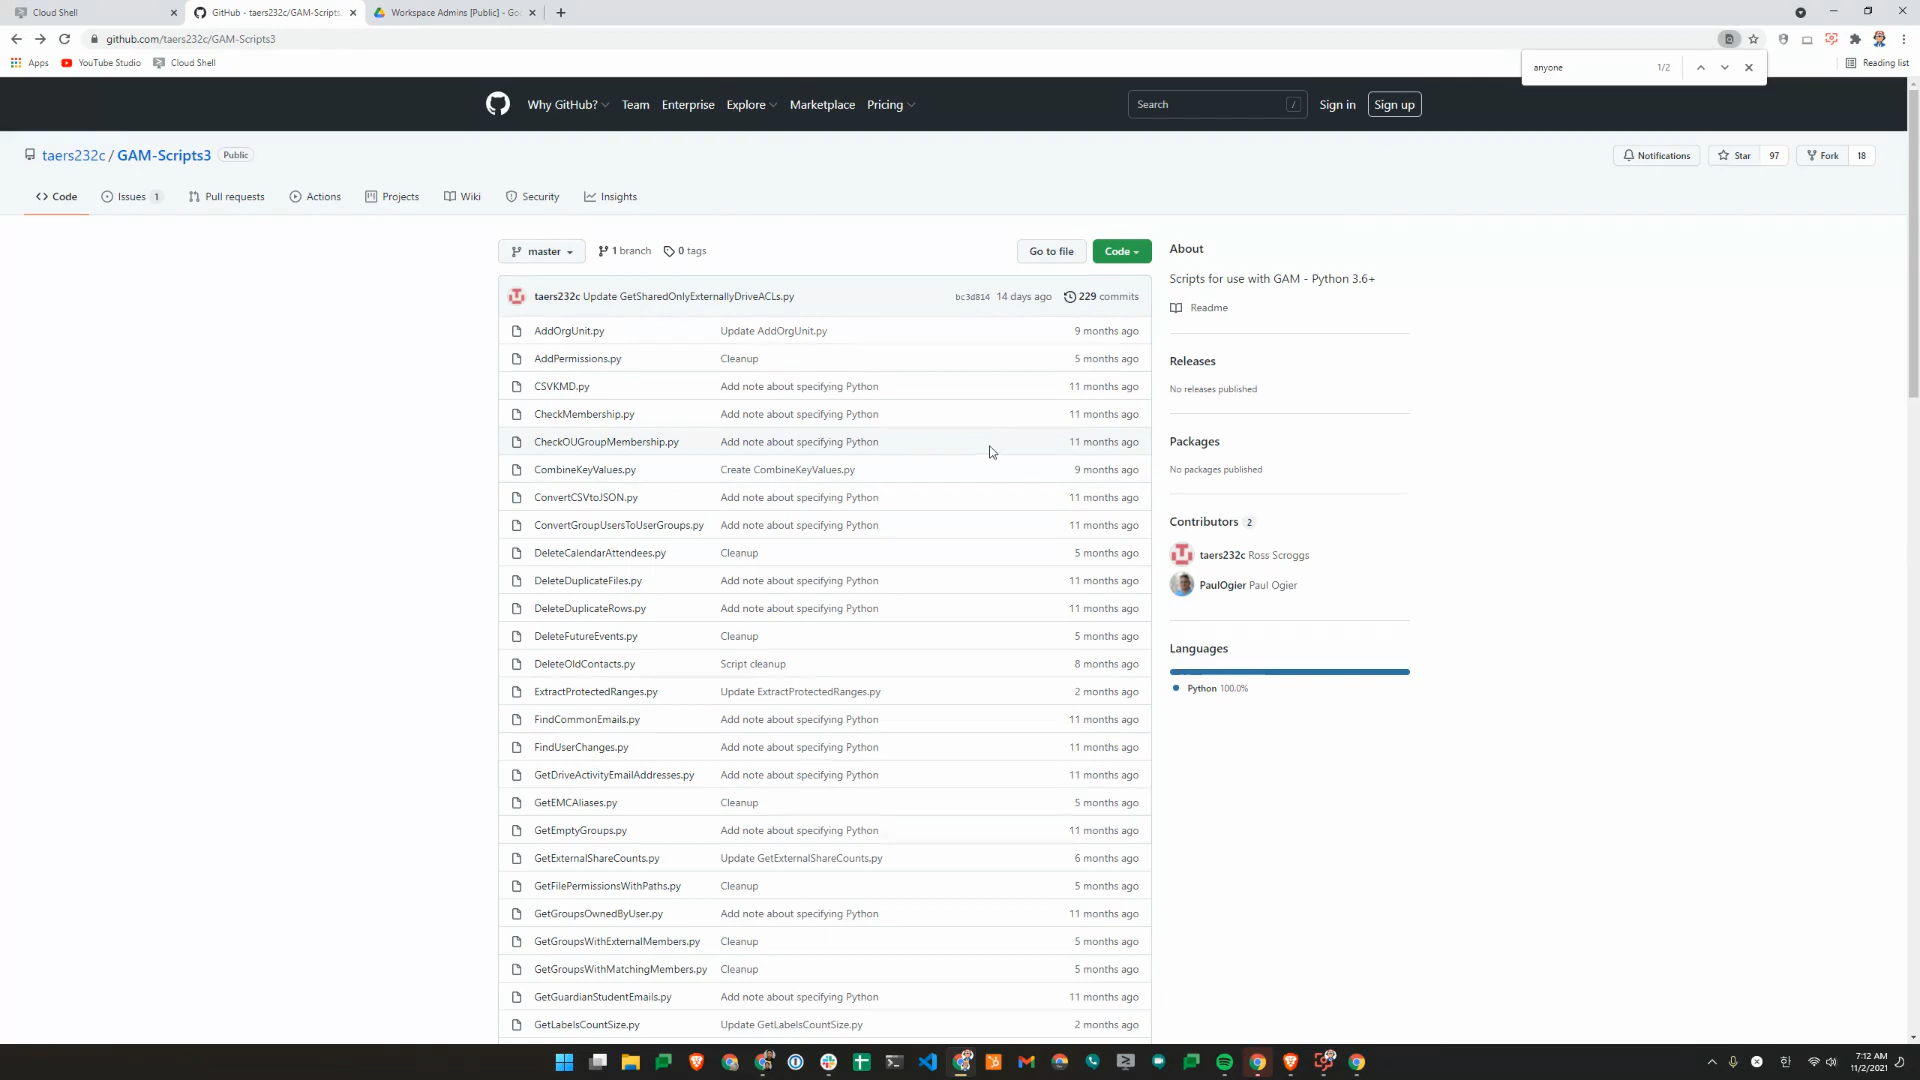 Cloud Shell
GitHub - taers232c/GAM-Scripts
Workspace Admins [Public] - Goo
github.com/taers232c/GAM-Scripts3
Apps
YouTube Studio
Cloud Shell
Reading list
anyone 1/2
Why GitHub? Team Enterprise Explore Marketplace Pricing
Search /
Sign in
Sign up
taers232c / GAM-Scripts3 Public
Notifications
Star 97
Fork 18
Code
Issues 1
Pull requests
Actions
Projects
Wiki
Security
Insights
master
1 branch
0 tags
Go to file
Code
taers232c Update GetSharedOnlyExternallyDriveACLs.py bc3d814 14 days ago 229 commits
AddOrgUnit.py Update AddOrgUnit.py 9 months ago
AddPermissions.py Cleanup 5 months ago
CSVKMD.py Add note about specifying Python 11 months ago
CheckMembership.py Add note about specifying Python 11 months ago
CheckOUGroupMembership.py Add note about specifying Python 11 months ago
CombineKeyValues.py Create CombineKeyValues.py 9 months ago
ConvertCSVtoJSON.py Add note about specifying Python 11 months ago
ConvertGroupUsersToUserGroups.py Add note about specifying Python 11 months ago
DeleteCalendarAttendees.py Cleanup 5 months ago
DeleteDuplicateFiles.py Add note about specifying Python 11 months ago
DeleteDuplicateRows.py Add note about specifying Python 11 months ago
DeleteFutureEvents.py Cleanup 5 months ago
DeleteOldContacts.py Script cleanup 8 months ago
ExtractProtectedRanges.py Update ExtractProtectedRanges.py 2 months ago
FindCommonEmails.py Add note about specifying Python 11 months ago
FindUserChanges.py Add note about specifying Python 11 months ago
GetDriveActivityEmailAddresses.py Add note about specifying Python 11 months ago
GetEMCAliases.py Cleanup 5 months ago
GetEmptyGroups.py Add note about specifying Python 11 months ago
GetExternalShareCounts.py Update GetExternalShareCounts.py 6 months ago
GetFilePermissionsWithPaths.py Cleanup 5 months ago
GetGroupsOwnedByUser.py Add note about specifying Python 11 months ago
GetGroupsWithExternalMembers.py Cleanup 5 months ago
GetGroupsWithMatchingMembers.py Cleanup 5 months ago
GetGuardianStudentEmails.py Add note about specifying Python 11 months ago
GetLabelsCountSize.py Update GetLabelsCountSize.py 2 months ago
About
Scripts for use with GAM - Python 3.6+
Readme
Releases
No releases published
Packages
No packages published
Contributors 2
taers232c Ross Scroggs
PaulOgier Paul Ogier
Languages
Python 100.0%
7:12 AM
11/2/2021